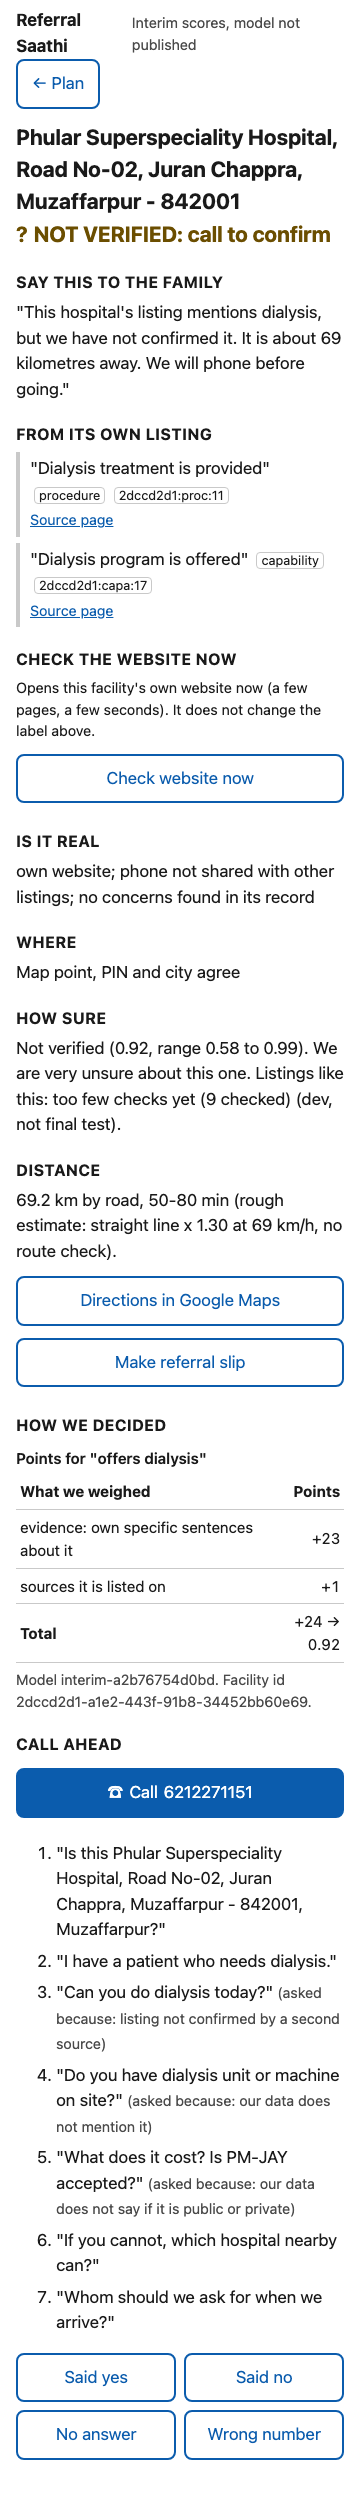 Referral
Saathi
Interim scores, model not
published
← Plan
Phular Superspeciality Hospital,
Road No-02, Juran Chappra,
Muzaffarpur - 842001
? NOT VERIFIED: call to confirm
SAY THIS TO THE FAMILY
"This hospital's listing mentions dialysis,
but we have not confirmed it. It is about 69
kilometres away. We will phone before
going."
FROM ITS OWN LISTING
"Dialysis treatment is provided"
procedure 2dccd2d1:proc:11
Source page
"Dialysis program is offered" capability
2dccd2d1:capa:17
Source page
CHECK THE WEBSITE NOW
Opens this facility's own website now (a few
pages, a few seconds). It does not change the
label above.
Check website now
IS IT REAL
own website; phone not shared with other
listings; no concerns found in its record
WHERE
Map point, PIN and city agree
HOW SURE
Not verified (0.92, range 0.58 to 0.99). We
are very unsure about this one. Listings like
this: too few checks yet (9 checked) (dev,
not final test).
DISTANCE
69.2 km by road, 50-80 min (rough
estimate: straight line x 1.30 at 69 km/h, no
route check).
Directions in Google Maps
Make referral slip
HOW WE DECIDED
Points for "offers dialysis"
What we weighed Points
evidence: own specific sentences
about it +23
sources it is listed on +1
Total +24 →
0.92
Model interim-a2b76754d0bd. Facility id
2dccd2d1-a1e2-443f-91b8-34452bb60e69.
CALL AHEAD
☎ Call 6212271151
1. "Is this Phular Superspeciality
Hospital, Road No-02, Juran
Chappra, Muzaffarpur - 842001,
Muzaffarpur?"
2. "I have a patient who needs dialysis."
3. "Can you do dialysis today?" (asked
because: listing not confirmed by a second
source)
4. "Do you have dialysis unit or machine
on site?" (asked because: our data does
not mention it)
5. "What does it cost? Is PM-JAY
accepted?" (asked because: our data
does not say if it is public or private)
6. "If you cannot, which hospital nearby
can?"
7. "Whom should we ask for when we
arrive?"
Said yes Said no
No answer Wrong number